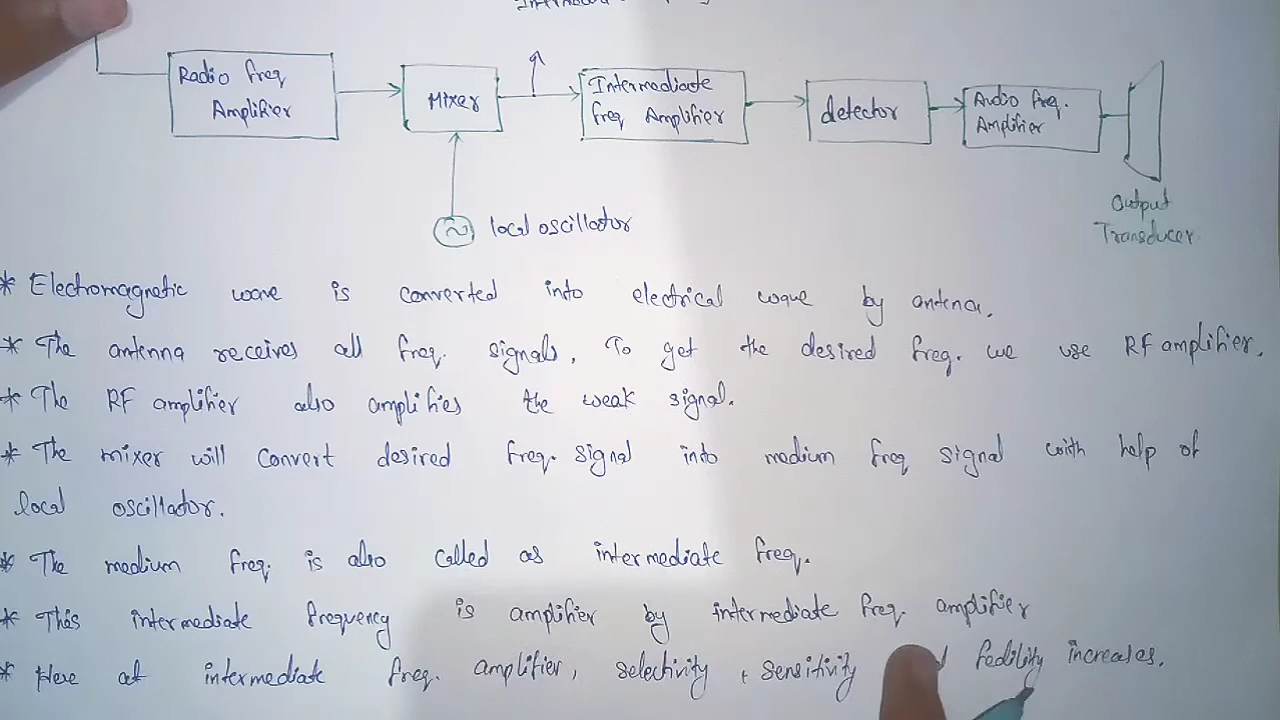 Radio freq
Amplifier
Mixer
Intermediate
freq Amplifier
detector
Audio freq.
Amplifier
local oscillator
Output
Transducer
* Electromagnetic wave is converted into electrical wave by antena.
* The antenna receives all freq. signals, To get the desired freq. we use RF amplifier.
* The RF amplifier also amplifies the weak signal.
* The mixer will convert desired freq. signal into medium freq signal with help of
local oscillator.
* The medium freq. is also called as intermediate freq.
* This intermediate frequency is amplifier by intermediate freq. amplifier
* Here at intermediate freq. amplifier, selectivity, sensitivity fedility increases.